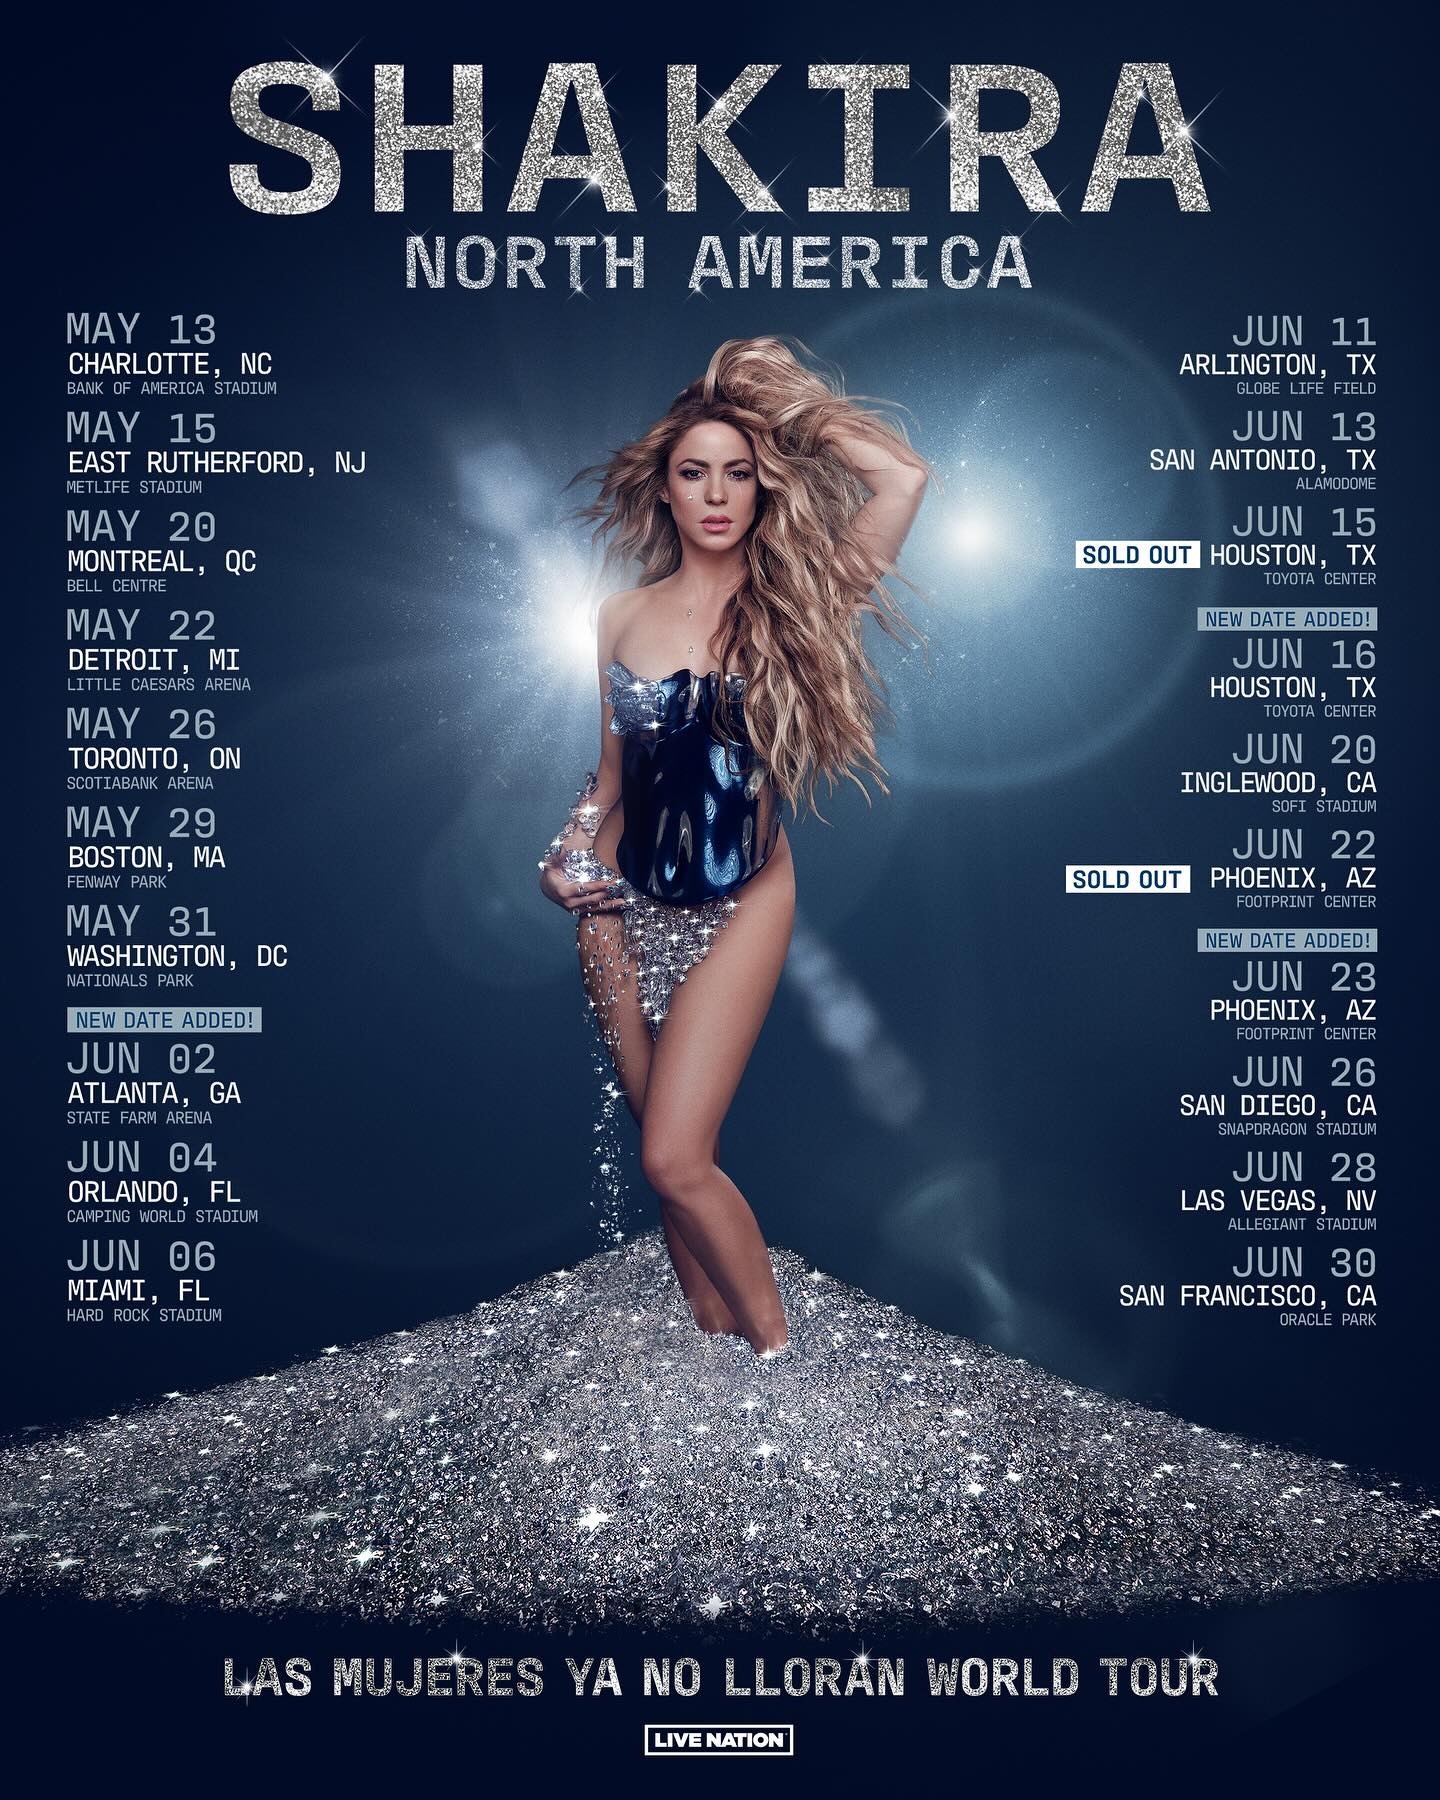 SHAKIRA
NORTH AMERICA
MAY 13
CHARLOTTE, NC
BANK OF AMERICA STADIUM
MAY 15
EAST RUTHERFORD, NJ
METLIFE STADIUM
MAY 20
MONTREAL, QC
BELL CENTRE
MAY 22
DETROIT, MI
LITTLE CAESARS ARENA
MAY 26
TORONTO, ON
SCOTIABANK ARENA
MAY 29
BOSTON, MA
FENWAY PARK
MAY 31
WASHINGTON, DC
NATIONALS PARK
NEW DATE ADDED!
JUN 02
ATLANTA, GA
STATE FARM ARENA
JUN 04
ORLANDO, FL
CAMPING WORLD STADIUM
JUN 06
MIAMI, FL
HARD ROCK STADIUM
JUN 11
ARLINGTON, TX
GLOBE LIFE FIELD
JUN 13
SAN ANTONIO, TX
ALAMODOME
JUN 15
SOLD OUT HOUSTON, TX
TOYOTA CENTER
NEW DATE ADDED!
JUN 16
HOUSTON, TX
TOYOTA CENTER
JUN 20
INGLEWOOD, CA
SOFI STADIUM
JUN 22
SOLD OUT PHOENIX, AZ
FOOTPRINT CENTER
NEW DATE ADDED!
JUN 23
PHOENIX, AZ
FOOTPRINT CENTER
JUN 26
SAN DIEGO, CA
SNAPDRAGON STADIUM
JUN 28
LAS VEGAS, NV
ALLEGIANT STADIUM
JUN 30
SAN FRANCISCO, CA
ORACLE PARK
LAS MUJERES YA NO LLORAN WORLD TOUR
LIVE NATION